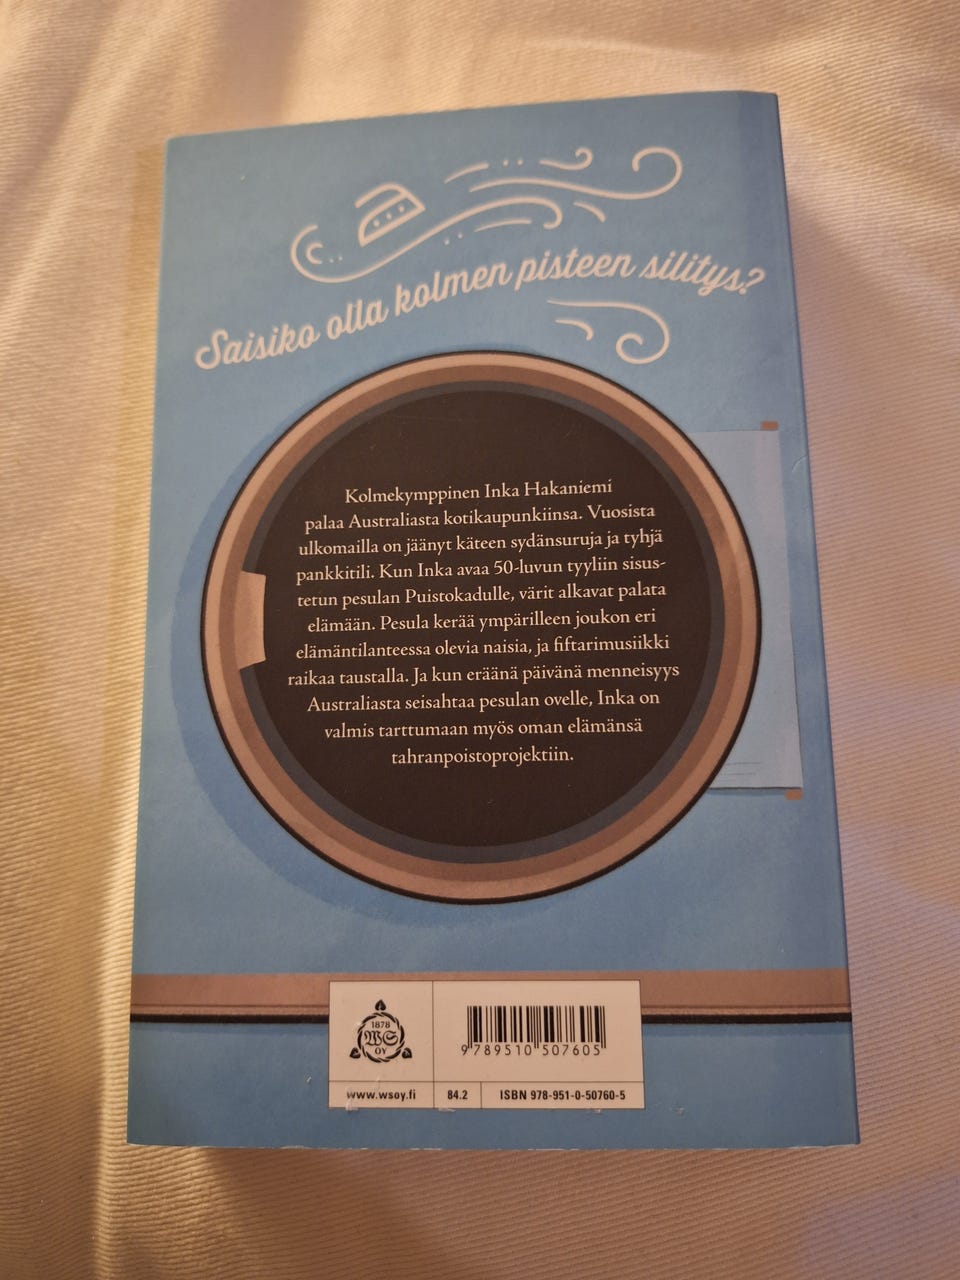 Saisiko olla kolmen pisteen silitys?
Kolmekymppinen Inka Hakaniemi
palaa Australiasta kotikaupunkiinsa. Vuosista
ulkomailla on jäänyt käteen sydänsuruja ja tyhjä
pankkitili. Kun Inka avaa 50-luvun tyyliin sisus-
tetun pesulan Puistokadulle, värit alkavat palata
elämään. Pesula kerää ympärilleen joukon eri
elämäntilanteessa olevia naisia, ja fiftarimusiikki
raikaa taustalla. Ja kun eräänä päivänä menneisyys
Australiasta seisahtaa pesulan ovelle, Inka on
valmis tarttumaan myös oman elämänsä
tahranpoistoprojektiin.
1878
WS
OY
9 789510 507605
www.wsoy.fi
84.2
ISBN 978-951-0-50760-5